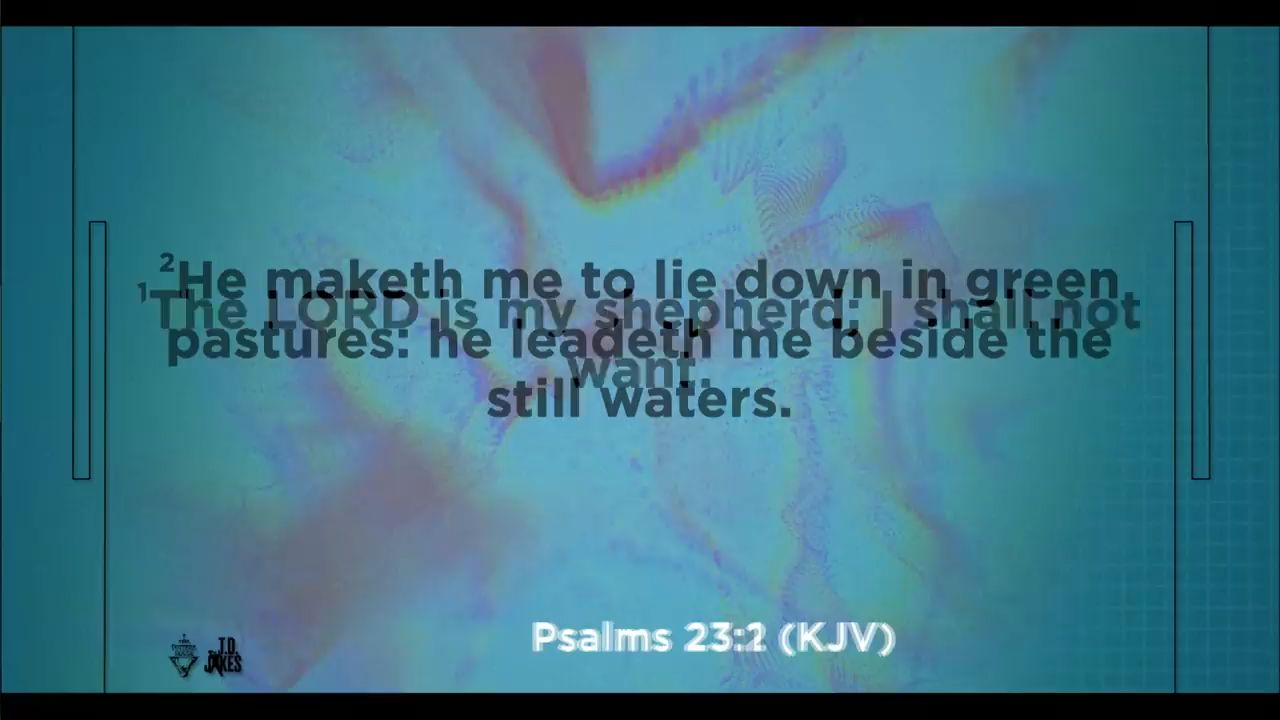 ²He maketh me to lie down in green
¹The LORD is my shepherd; I shall not
pastures: he leadeth me beside the
want.
still waters.
Psalms 23:2 (KJV)
T.D.
JAKES